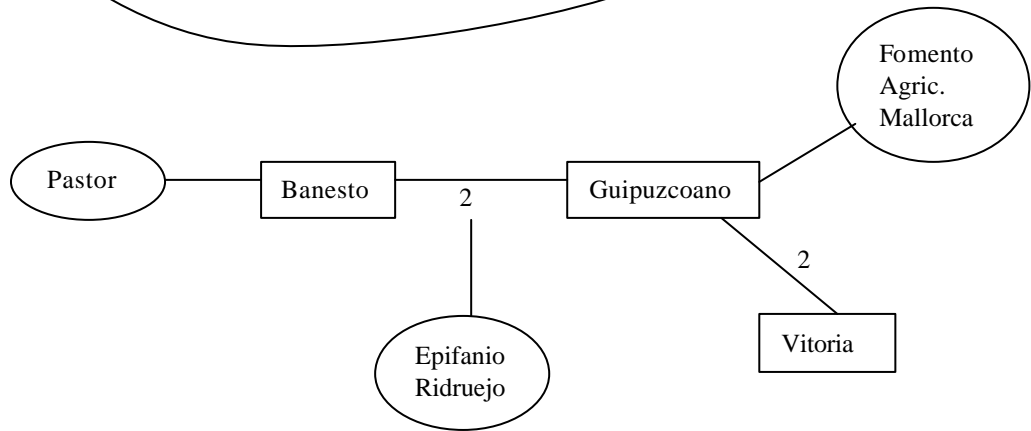 Fomento
Agric.
Mallorca
Pastor
Banesto
2
Guipuzcoano
2
Vitoria
Epifanio
Ridruejo